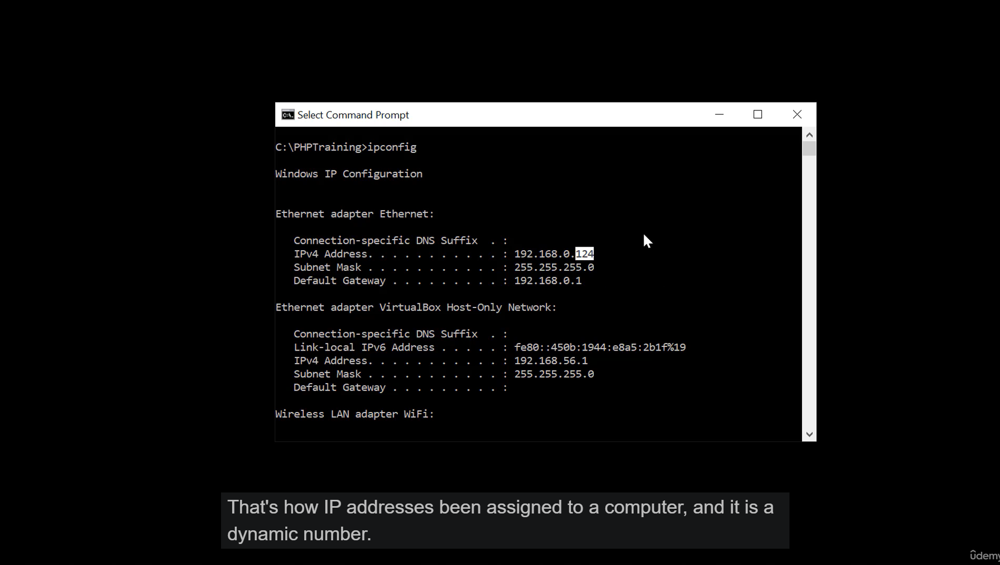 Select Command Prompt
C:\PHPTraining>ipconfig
Windows IP Configuration
Ethernet adapter Ethernet:
Connection-specific DNS Suffix  . :
IPv4 Address. . . . . . . . . . . : 192.168.0.124
Subnet Mask . . . . . . . . . . . : 255.255.255.0
Default Gateway . . . . . . . . . : 192.168.0.1
Ethernet adapter VirtualBox Host-Only Network:
Connection-specific DNS Suffix  . :
Link-local IPv6 Address . . . . . : fe80::450b:1944:e8a5:2b1f%19
IPv4 Address. . . . . . . . . . . : 192.168.56.1
Subnet Mask . . . . . . . . . . . : 255.255.255.0
Default Gateway . . . . . . . . . :
Wireless LAN adapter WiFi:
That's how IP addresses been assigned to a computer, and it is a
dynamic number.
udemy